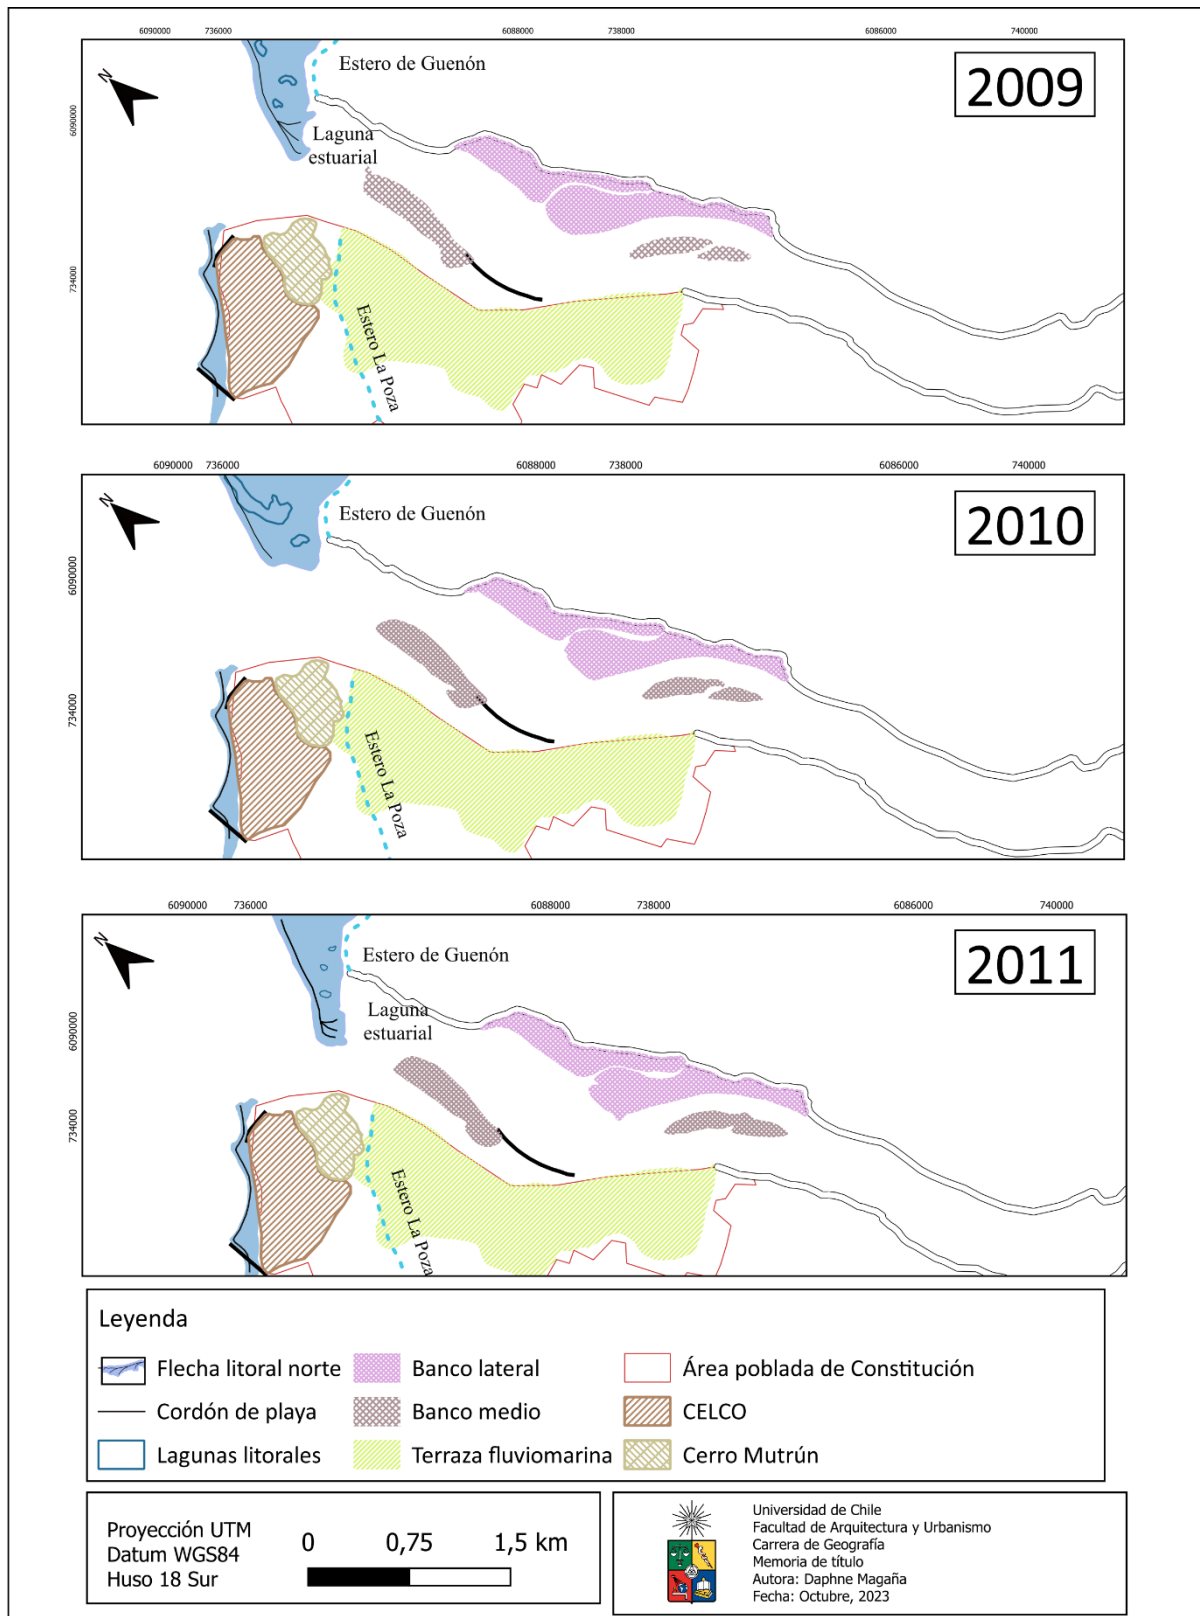 6090000 736000 6088000 738000 6086000 740000
N
Estero de Guenón
2009
6090000
Laguna
estuarial
734000
Estero La Poza
6090000 736000 6088000 738000 6086000 740000
N
Estero de Guenón
2010
6090000
734000
Estero La Poza
6090000 736000 6088000 738000 6086000 740000
N
Estero de Guenón
2011
6090000
Laguna
estuarial
734000
Estero La Poza
Leyenda
Flecha litoral norte
Banco lateral
Área poblada de Constitución
Cordón de playa
Banco medio
CELCO
Lagunas litorales
Terraza fluviomarina
Cerro Mutrún
Proyección UTM
Datum WGS84
Huso 18 Sur
0 0,75 1,5 km
Universidad de Chile
Facultad de Arquitectura y Urbanismo
Carrera de Geografía
Memoria de título
Autora: Daphne Magaña
Fecha: Octubre, 2023